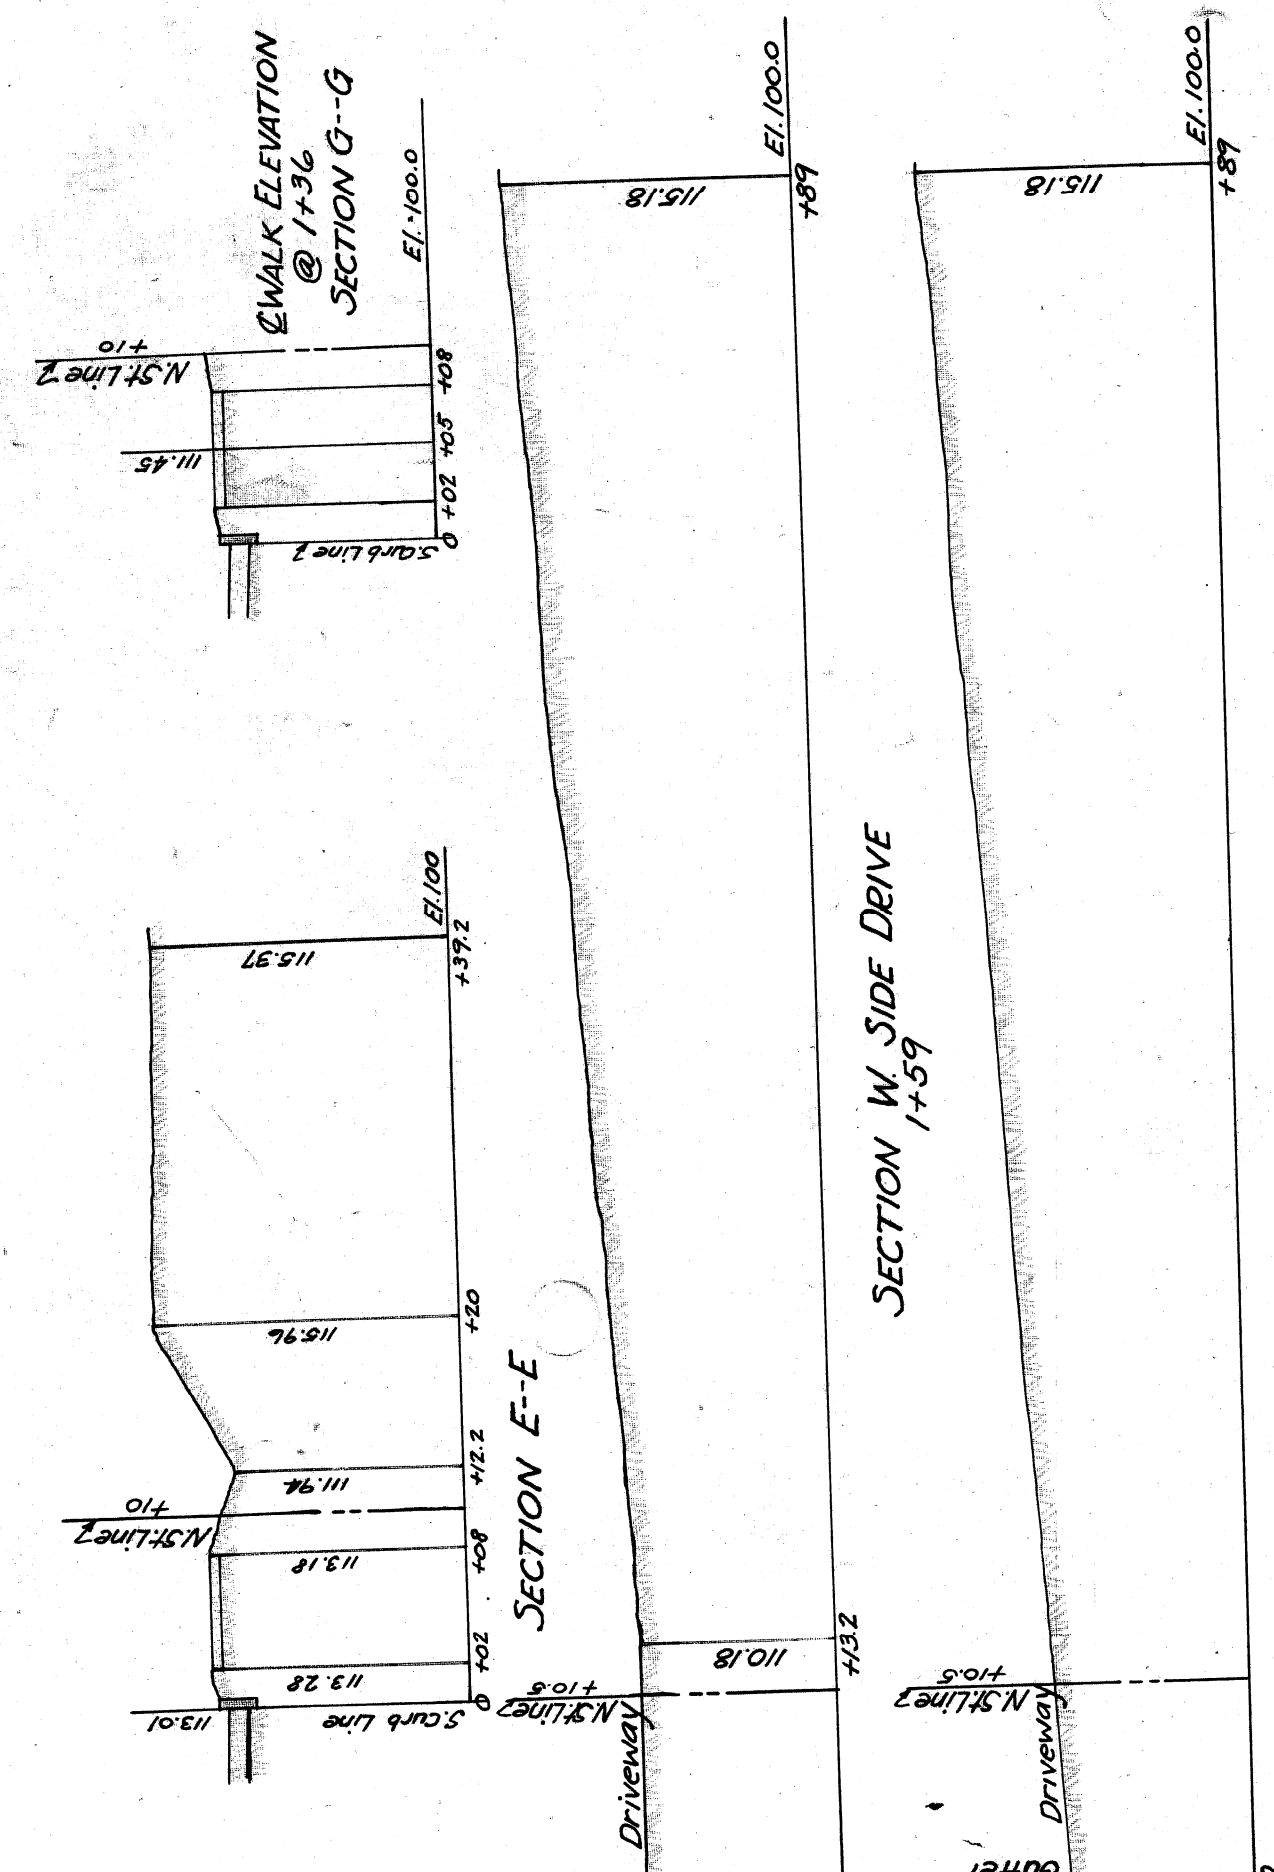 ℄ WALK ELEVATION
@ 1+36
SECTION G--G
El.-100.0
N.St.Line
+10
111.45
S.Curb Line
0 +02 +05 +08
El.100
+39.2
115.37
115.96
+20
111.94
+12.2
N.St.Line
+10
113.18
+08
113.28
+02
113.01
S.Curb Line
0
SECTION E--E
El.100.0
+89
115.18
110.18
+13.2
N.St.Line
+10.5
Driveway
SECTION W. SIDE DRIVE
1+59
El.100.0
+89
115.18
N.St.Line
+10.5
Driveway
Gutter